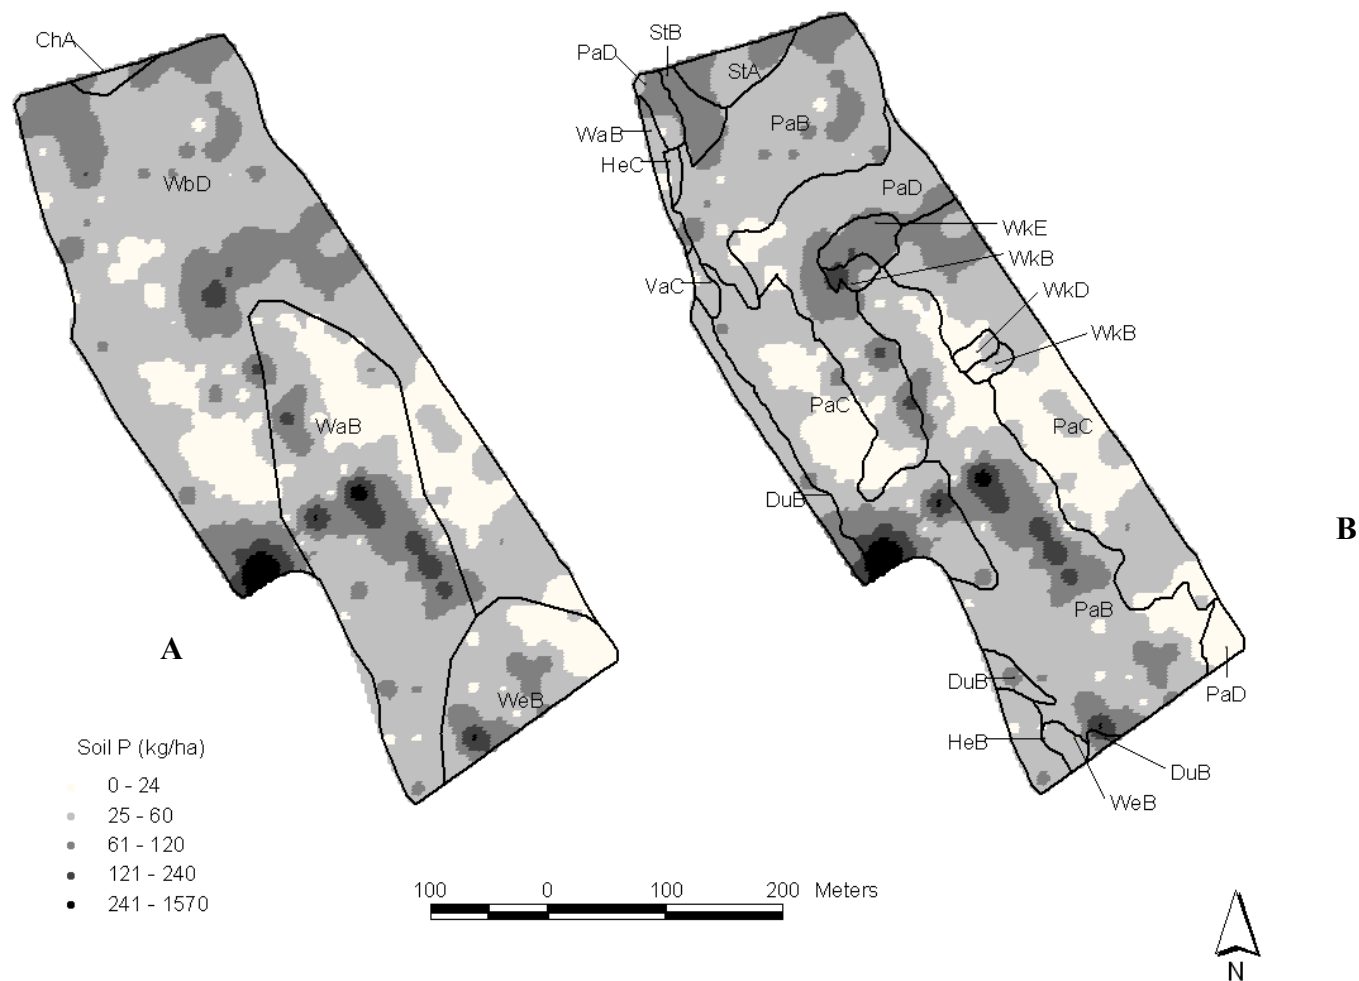 ChA
WbD
WaB
WeB
A
StB
PaD
StA
WaB
PaB
HeC
PaD
WkE
WkB
VaC
WkD
WkB
PaC
PaC
DuB
B
PaB
DuB
PaD
HeB
DuB
WeB
Soil P (kg/ha)
0 - 24
25 - 60
61 - 120
121 - 240
241 - 1570
100 0 100 200 Meters
N